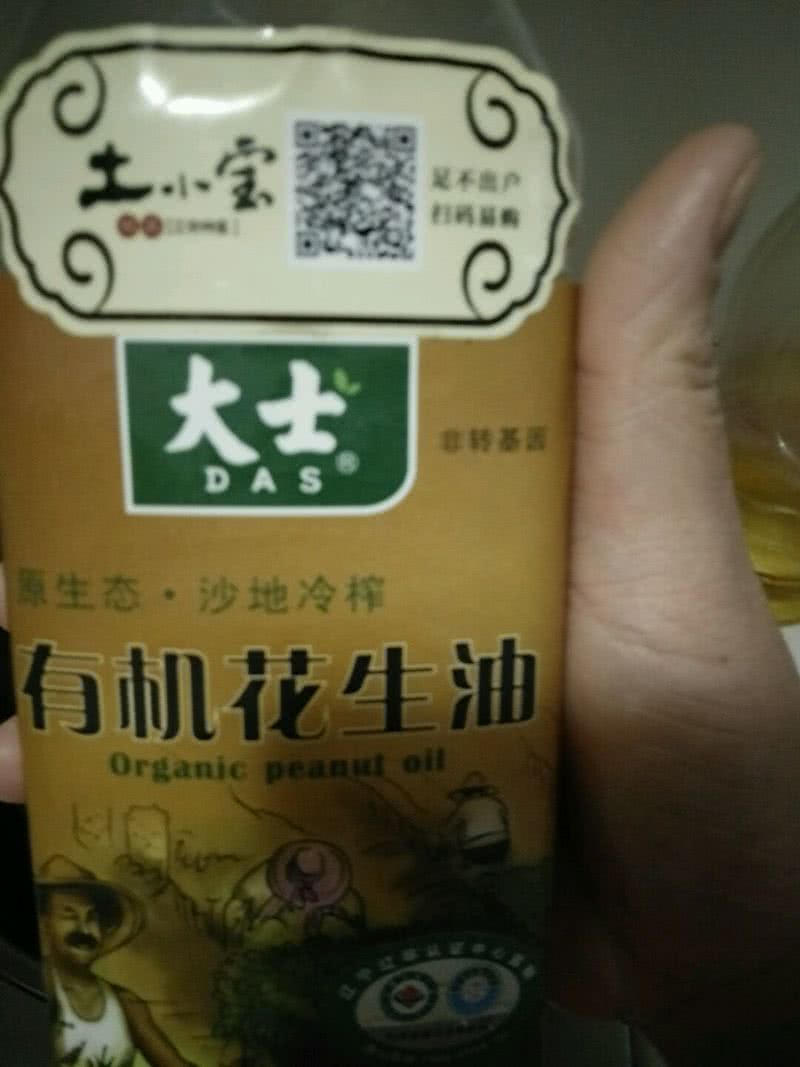 土小宝
足不出户
扫码易购
大士
DAS®
非转基因
原生态·沙地冷榨
有机花生油
Organic peanut oil